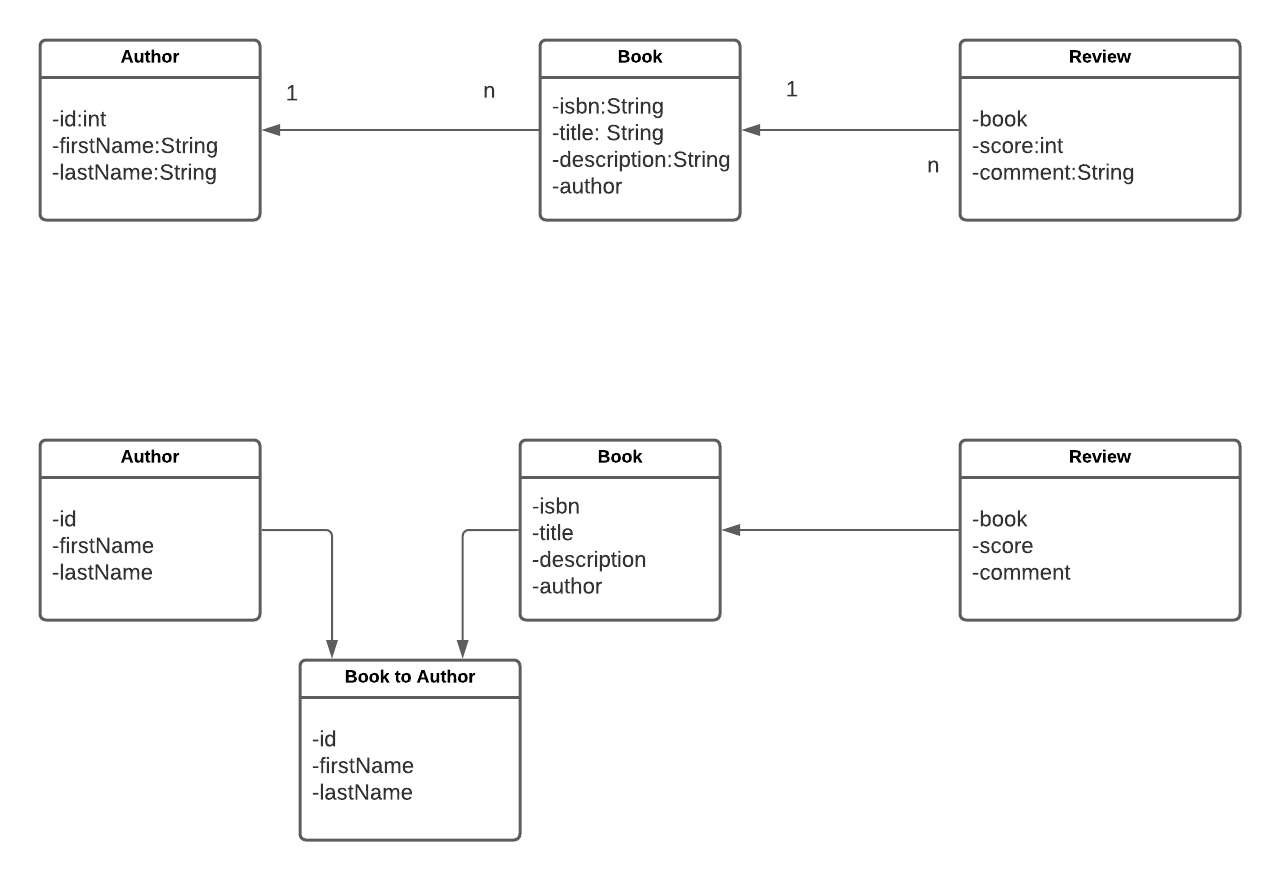 Author
-id:int
-firstName:String
-lastName:String
1
n
Book
-isbn:String
-title: String
-description:String
-author
1
n
Review
-book
-score:int
-comment:String
Author
-id
-firstName
-lastName
Book
-isbn
-title
-description
-author
Review
-book
-score
-comment
Book to Author
-id
-firstName
-lastName